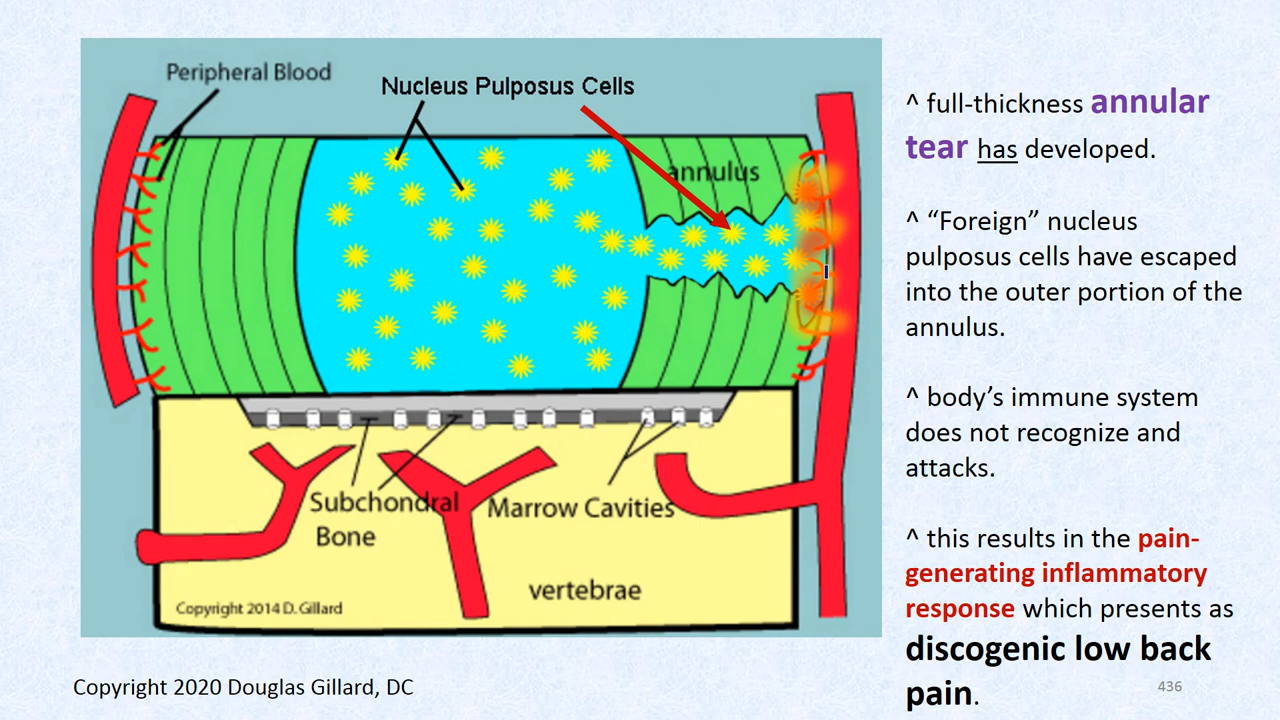 Peripheral Blood
Nucleus Pulposus Cells
annulus
Subchondral
Bone
Marrow Cavities
vertebrae
Copyright 2014 D. Gillard
^ full-thickness annular
tear has developed.
^ “Foreign” nucleus
pulposus cells have escaped
into the outer portion of the
annulus.
^ body’s immune system
does not recognize and
attacks.
^ this results in the pain-
generating inflammatory
response which presents as
discogenic low back
pain.
Copyright 2020 Douglas Gillard, DC
436